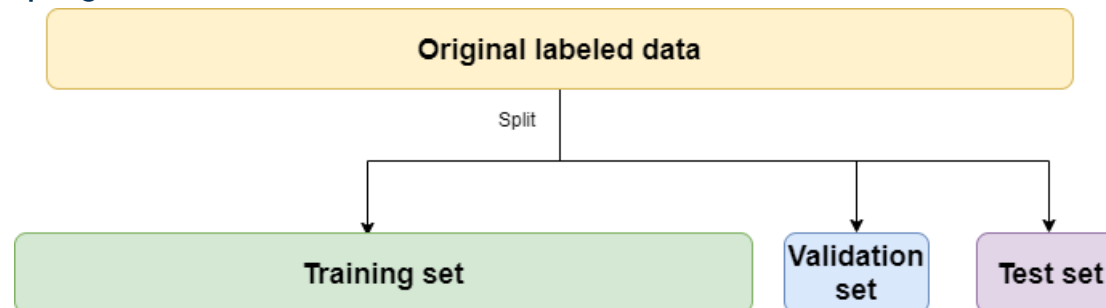 Original labeled data
Split
Training set
Validation
set
Test set